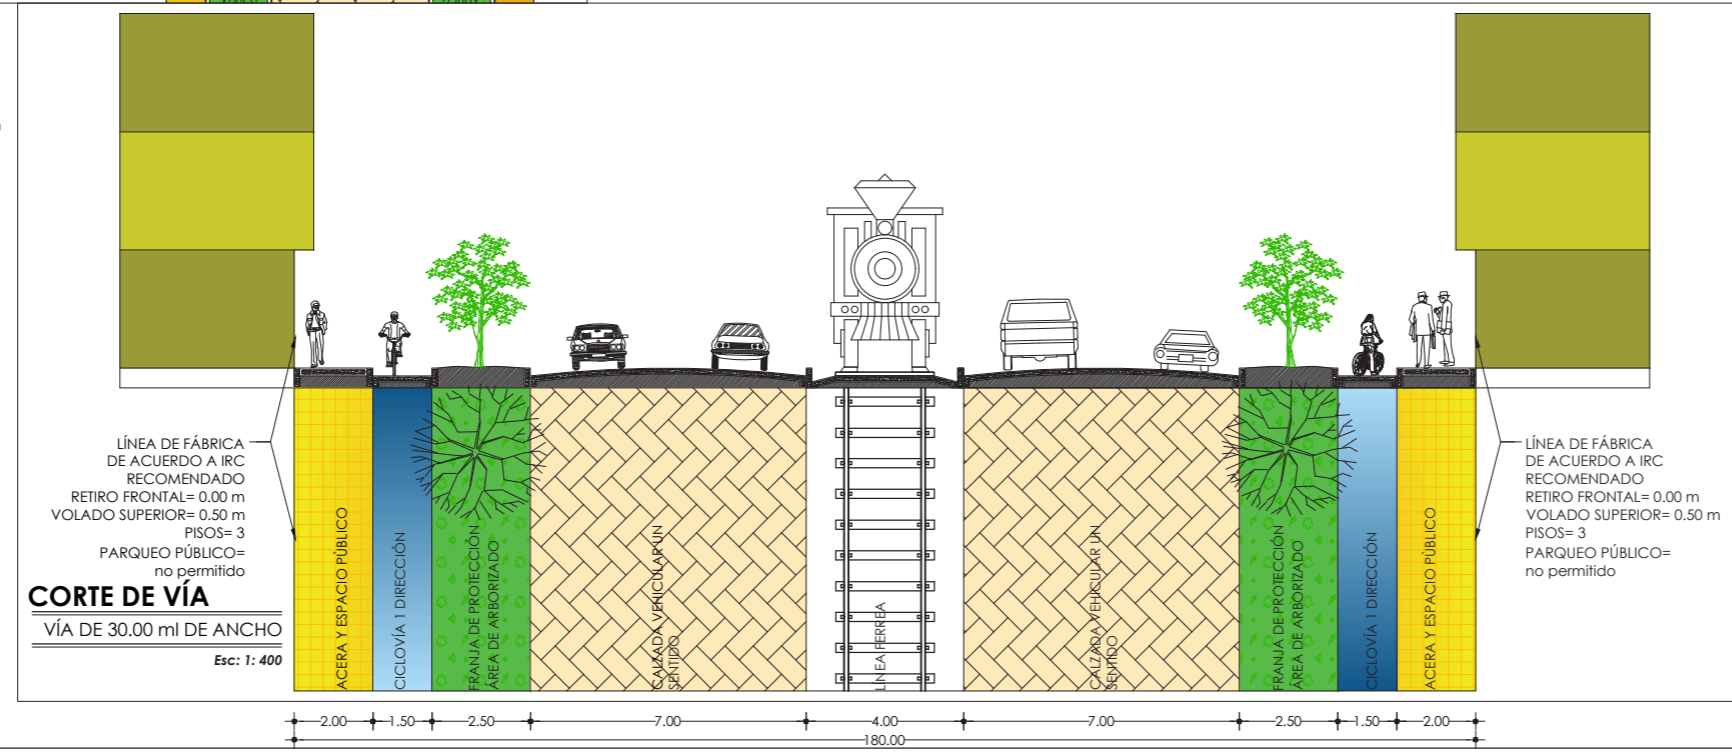 LÍNEA DE FÁBRICA
DE ACUERDO A IRC
RECOMENDADO
RETIRO FRONTAL= 0.00 m
VOLADO SUPERIOR= 0.50 m
PISOS= 3
PARQUEO PÚBLICO=
no permitido
CORTE DE VÍA
VÍA DE 30.00 ml DE ANCHO
Esc: 1: 400
ACERA Y ESPACIO PÙBLICO
CICLOVÍA 1 DIRECCIÓN
FRANJA DE PROTECCIÓN
ÁREA DE ARBORIZADO
CALZADA VEHICULAR UN
SENTIDO
LÍNEA FERREA
CALZADA VEHICULAR UN
SENTIDO
FRANJA DE PROTECCIÓN
ÁREA DE ARBORIZADO
CICLOVÍA 1 DIRECCIÓN
ACERA Y ESPACIO PÙBLICO
LÍNEA DE FÁBRICA
DE ACUERDO A IRC
RECOMENDADO
RETIRO FRONTAL= 0.00 m
VOLADO SUPERIOR= 0.50 m
PISOS= 3
PARQUEO PÚBLICO=
no permitido
2.00 1.50 2.50 7.00 4.00 7.00 2.50 1.50 2.00
180.00